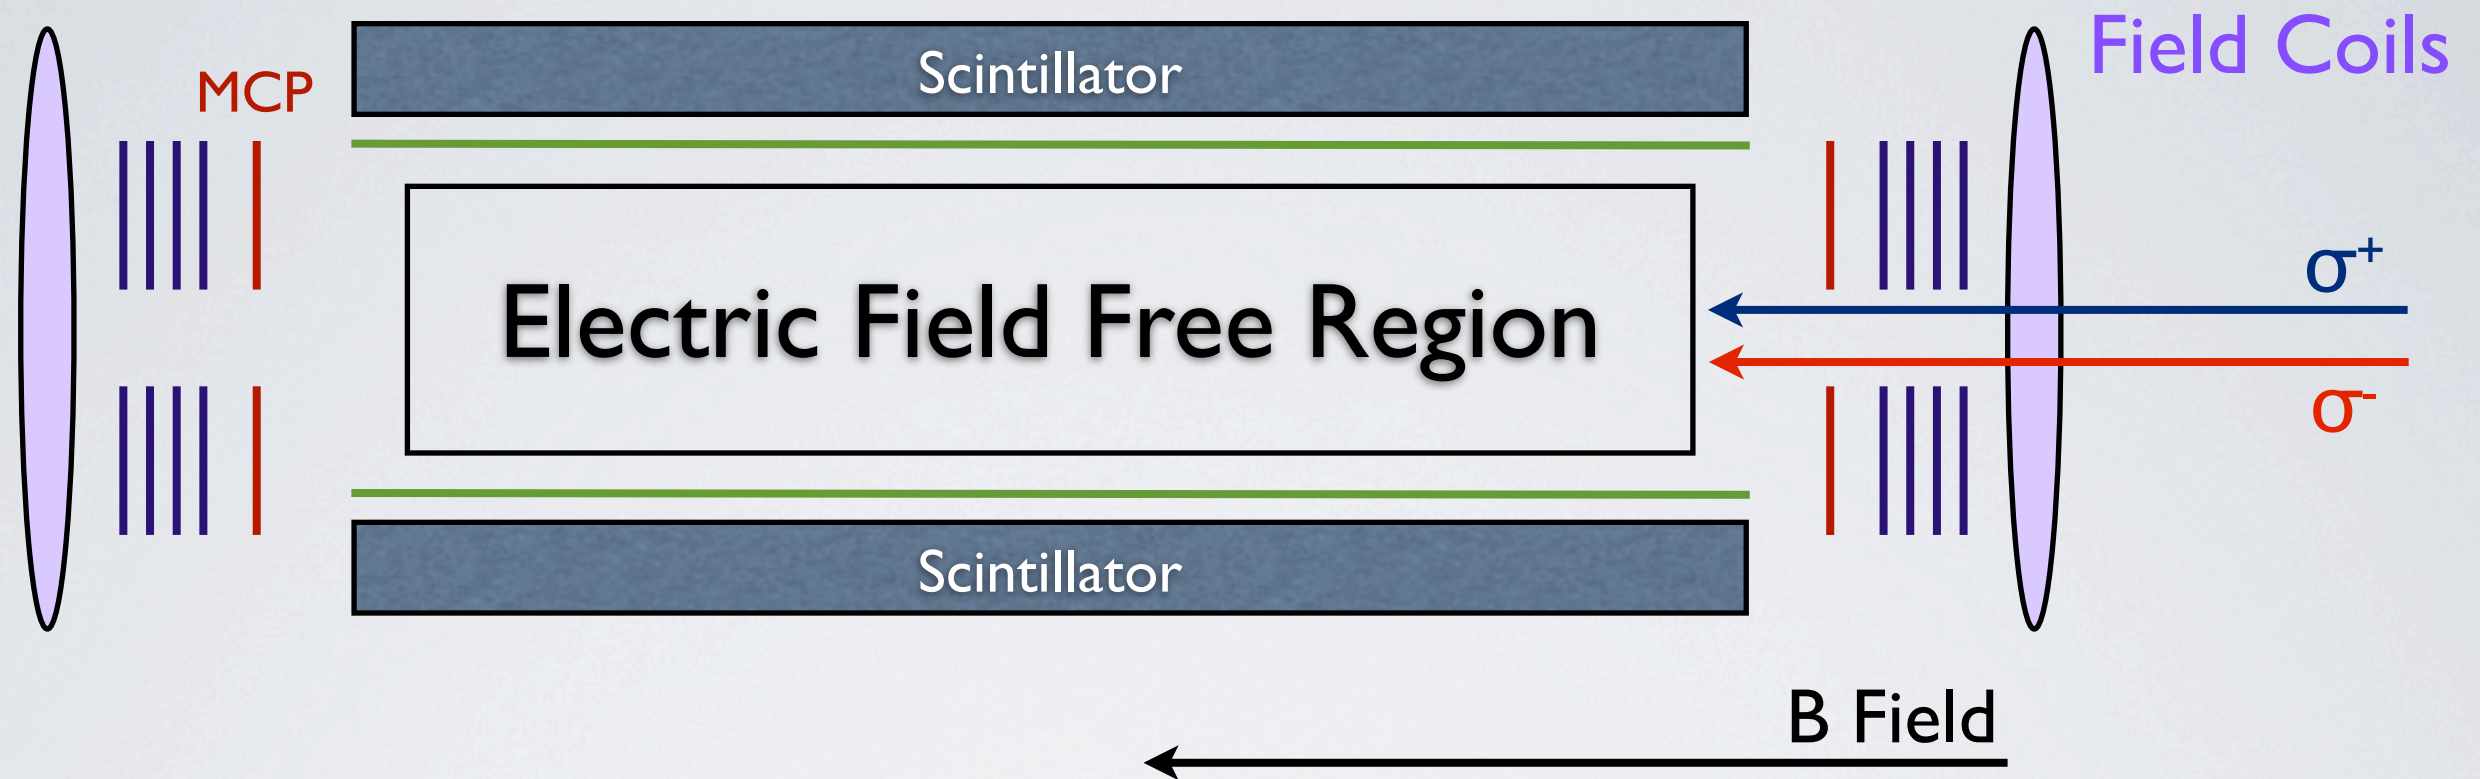 Field Coils
Scintillator
MCP
σ+
Electric Field Free Region
σ-
Scintillator
B Field